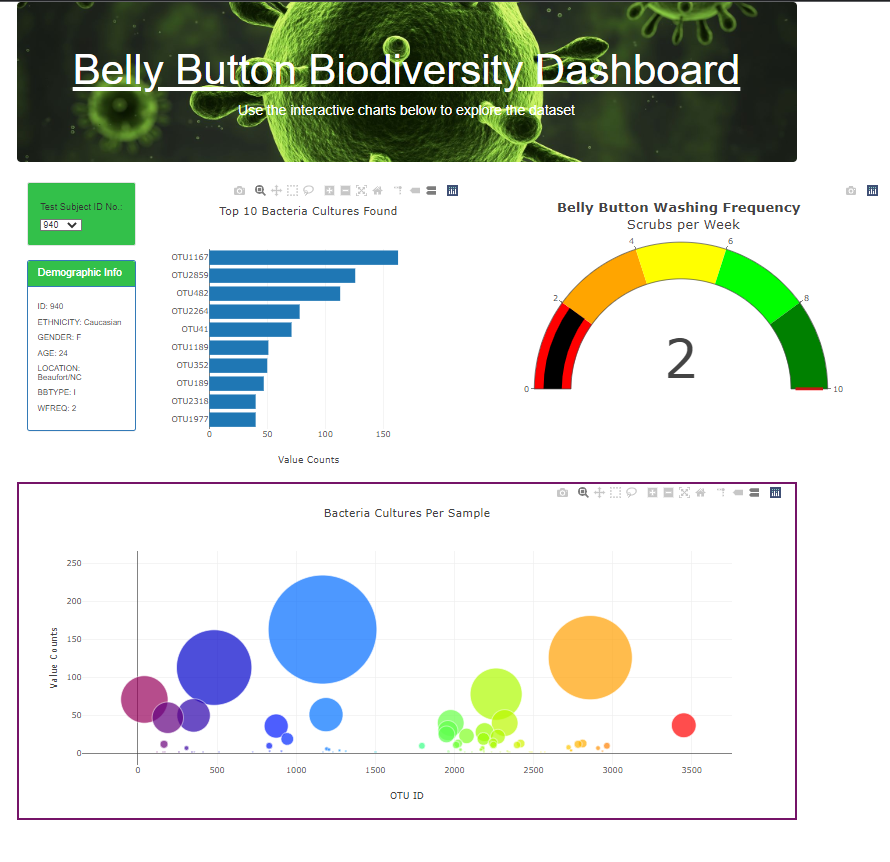 Belly Button Biodiversity Dashboard
Use the interactive charts below to explore the dataset
Test Subject ID No.:
940
Demographic Info
ID: 940
ETHNICITY: Caucasian
GENDER: F
AGE: 24
LOCATION:
Beaufort/NC
BBTYPE: I
WFREQ: 2
Top 10 Bacteria Cultures Found
OTU1167
OTU2859
OTU482
OTU2264
OTU41
OTU1189
OTU352
OTU189
OTU2318
OTU1977
0 50 100 150
Value Counts
Belly Button Washing Frequency
Scrubs per Week
0 2 4 6 8 10
2
Bacteria Cultures Per Sample
Value Counts
250
200
150
100
50
0
0 500 1000 1500 2000 2500 3000 3500
OTU ID